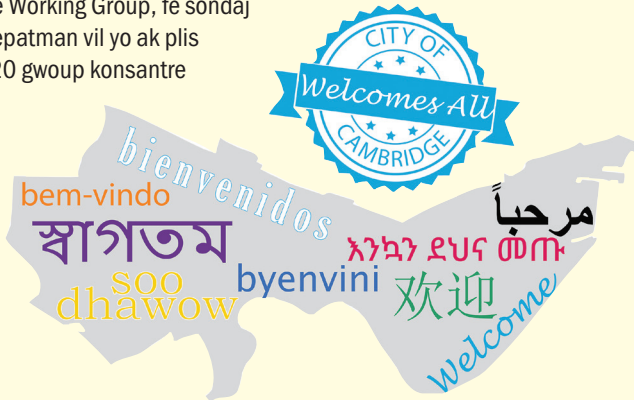 Working Group, fè sondaj
epatman vil yo ak plis
20 gwoup konsantre
CITY OF
Welcomes All
CAMBRIDGE
bienvenidos
bem-vindo
স্বাগতম
soo
dhawow
byenvini
እንኳን ደህና መጡ
مرحباً
欢迎
Welcome